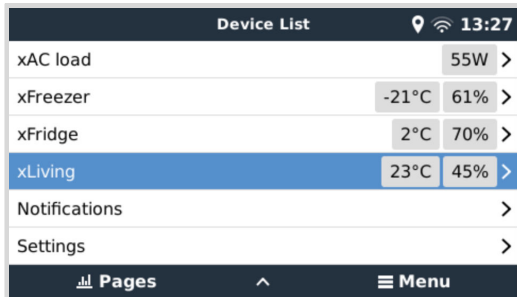 Device List 13:27
xAC load 55W
xFreezer -21°C 61%
xFridge 2°C 70%
xLiving 23°C 45%
Notifications
Settings
Pages Menu